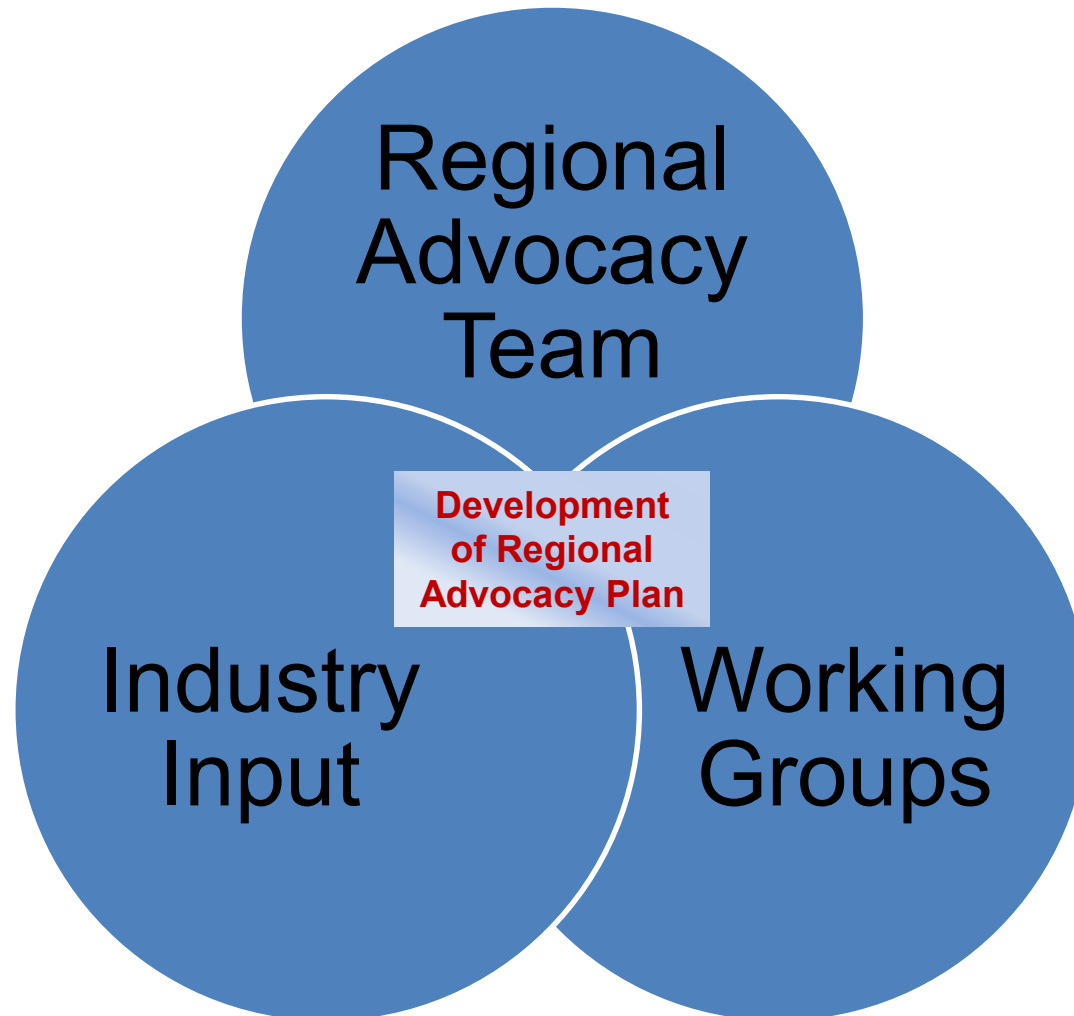 Regional
Advocacy
Team
Development
of Regional
Advocacy Plan
Industry
Input
Working
Groups